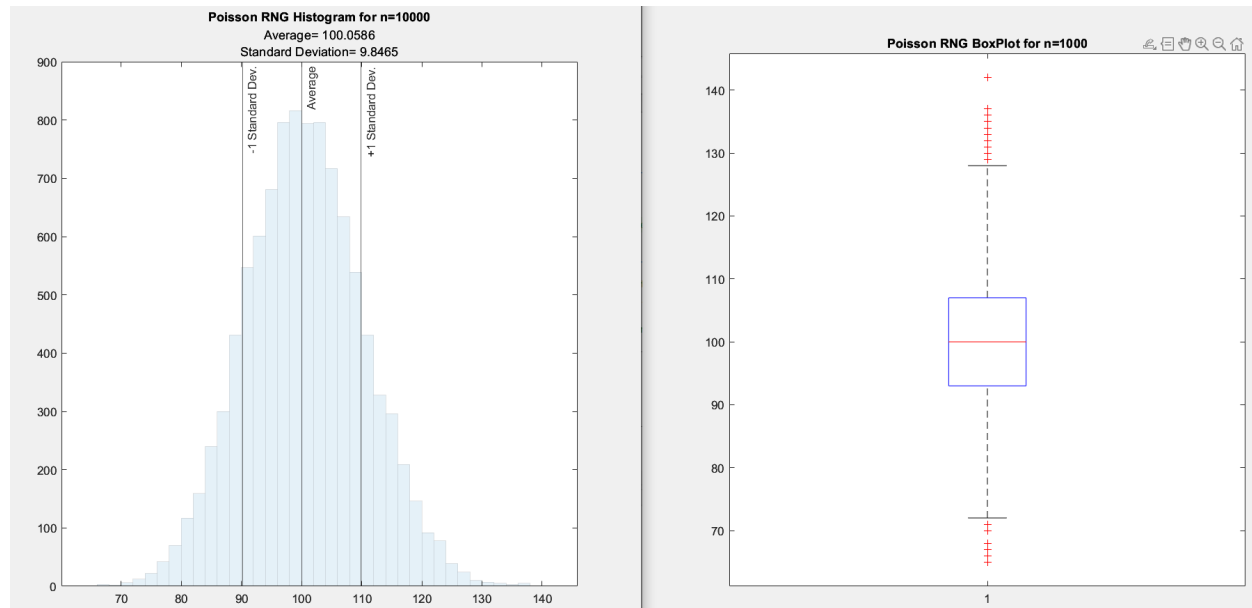 Poisson RNG Histogram for n=10000
Average= 100.0586
Standard Deviation= 9.8465
900
800
700
600
500
400
300
200
100
0
-1 Standard Dev.
Average
+1 Standard Dev.
70 80 90 100 110 120 130 140
Poisson RNG BoxPlot for n=1000
140
130
120
110
100
90
80
70
1